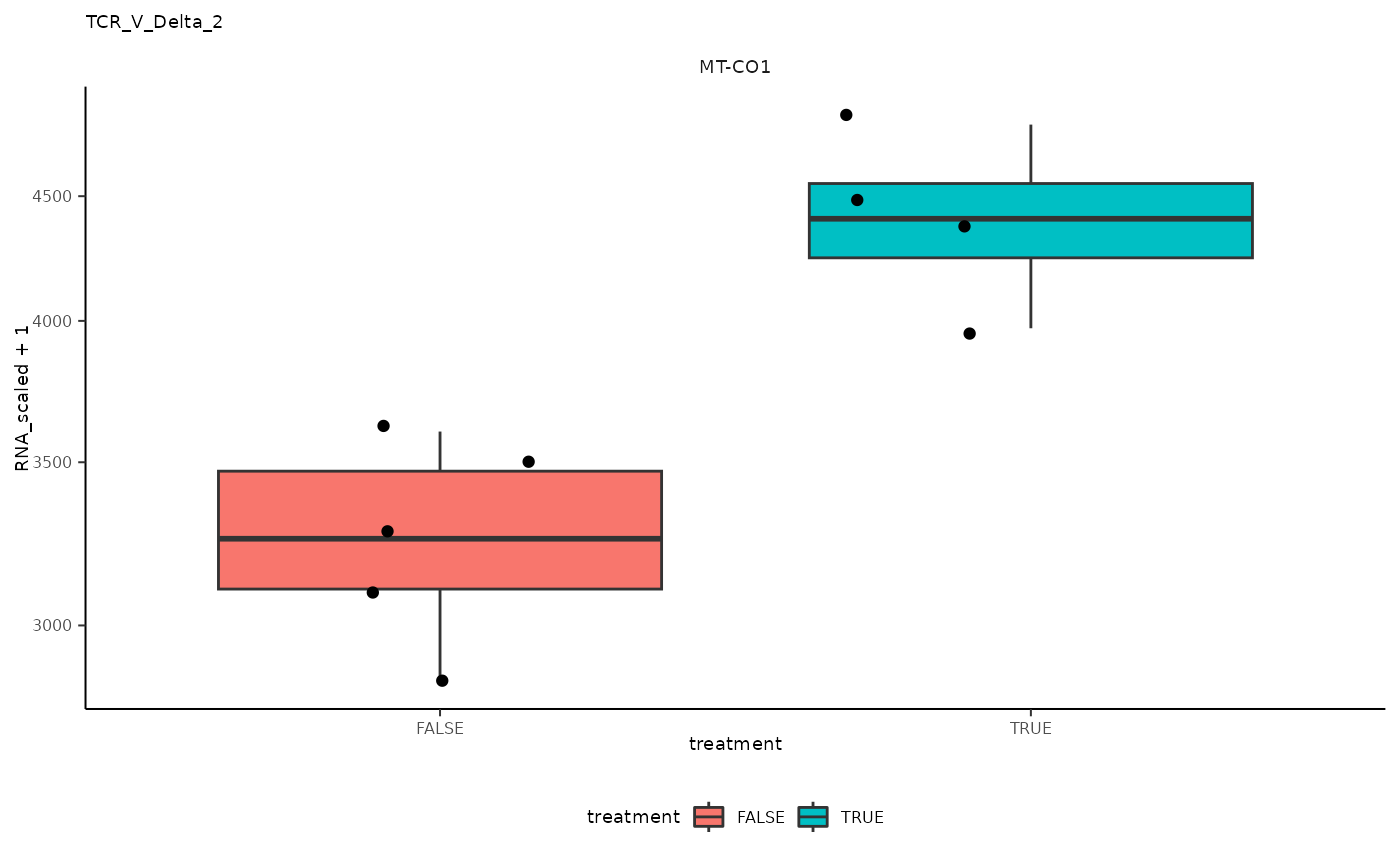 TCR_V_Delta_2
MT-CO1
RNA_scaled + 1
4500
4000
3500
3000
FALSE
TRUE
treatment
treatment FALSE TRUE